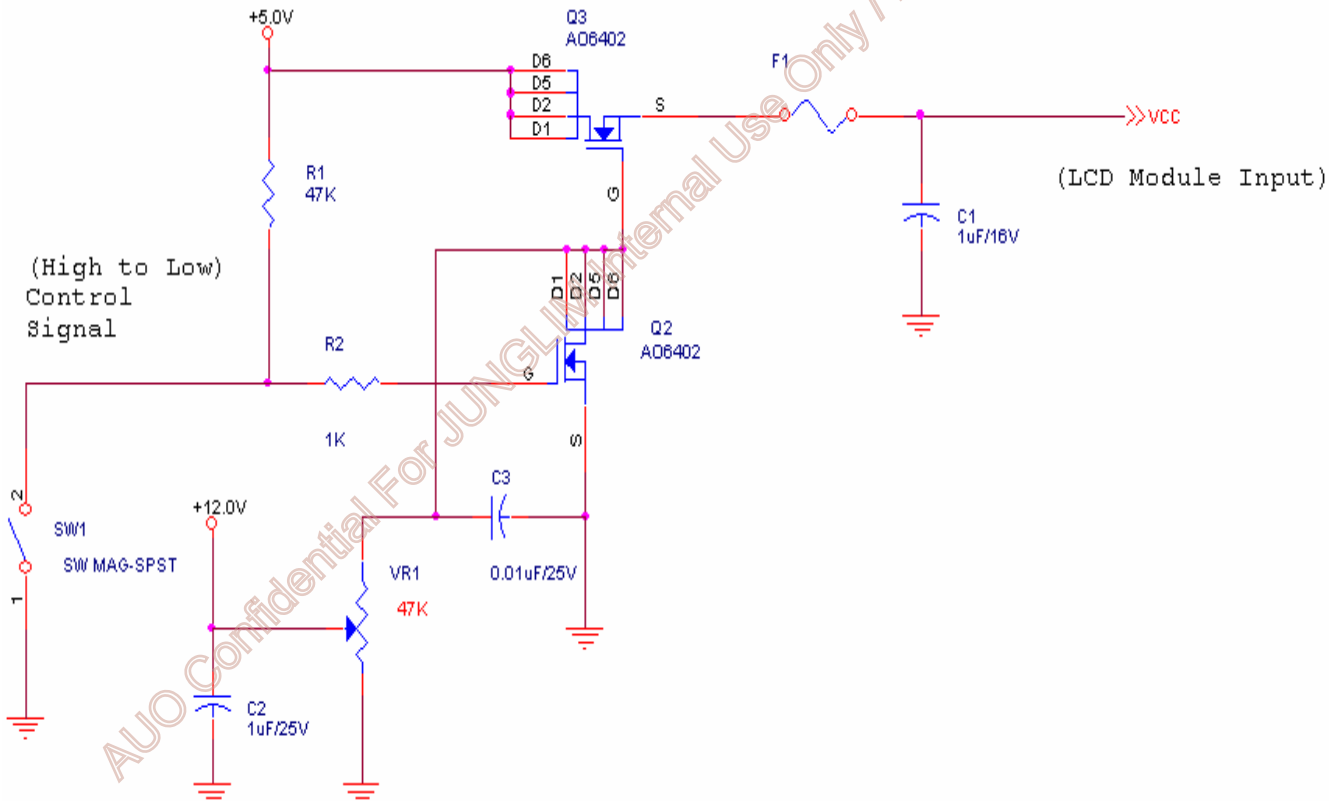 +5.0V
Q3
AO6402
D6
D5
D2
D1
S
G
F1
VCC
(LCD Module Input)
C1
1uF/16V
R1
47K
(High to Low)
Control
Signal
R2
1K
D1
D2
D5
D6
Q2
AO6402
G
S
C3
0.01uF/25V
2
SW1
SW MAG-SPST
1
+12.0V
VR1
47K
C2
1uF/25V
AUO Confidential For JUNGLIM Internal Use Only /